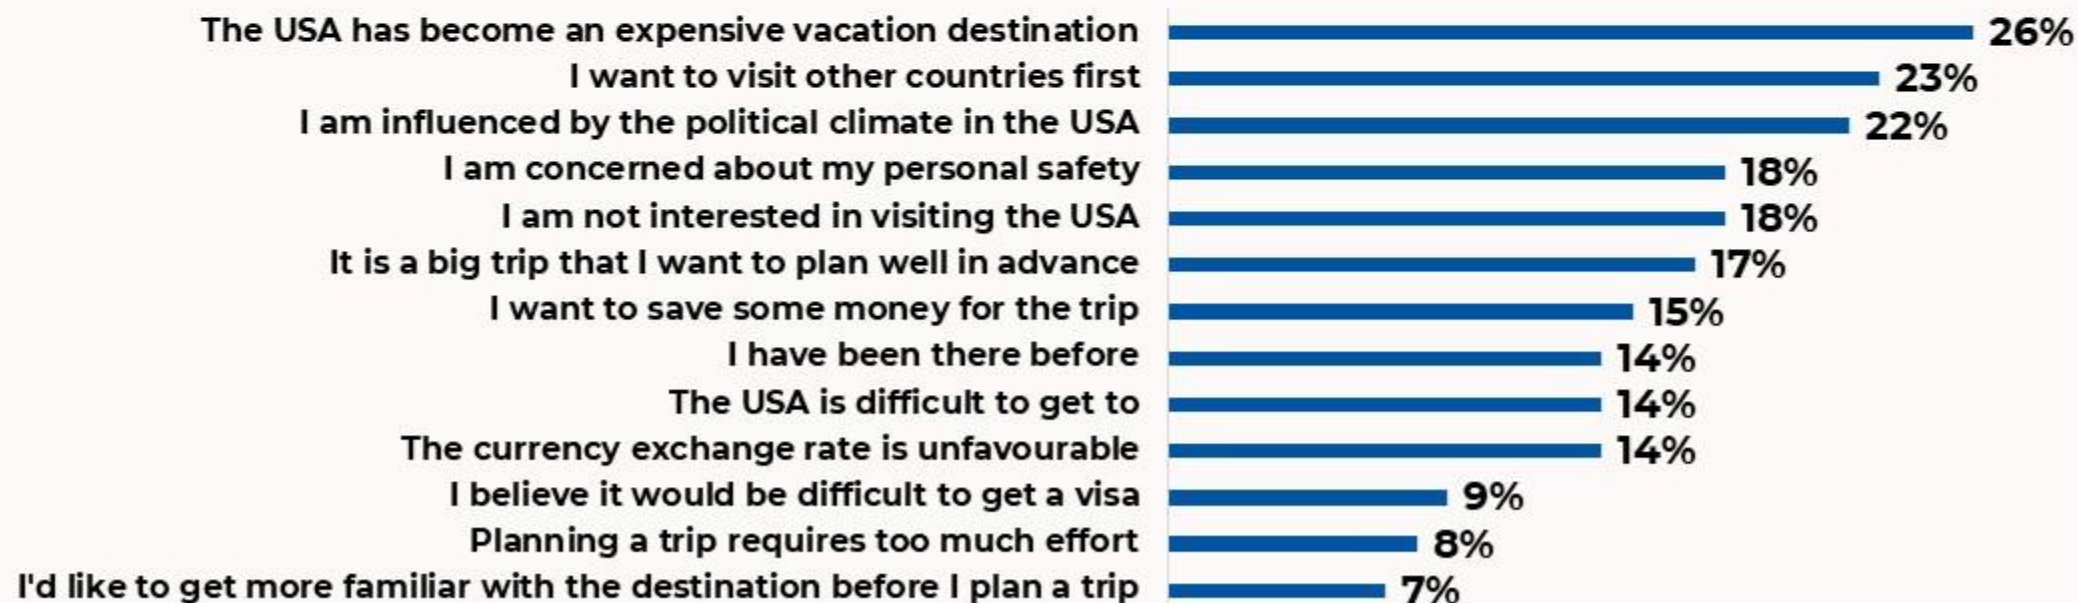 The USA has become an expensive vacation destination 26%
I want to visit other countries first 23%
I am influenced by the political climate in the USA 22%
I am concerned about my personal safety 18%
I am not interested in visiting the USA 18%
It is a big trip that I want to plan well in advance 17%
I want to save some money for the trip 15%
I have been there before 14%
The USA is difficult to get to 14%
The currency exchange rate is unfavourable 14%
I believe it would be difficult to get a visa 9%
Planning a trip requires too much effort 8%
I'd like to get more familiar with the destination before I plan a trip 7%